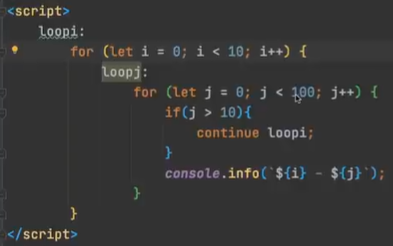 <script>
loopi:
for (let i = 0; i < 10; i++) {
loopj:
for (let j = 0; j < 100; j++) {
if(j > 10){
continue loopi;
}
console.info(`${i} - ${j}`);
}
}
</script>